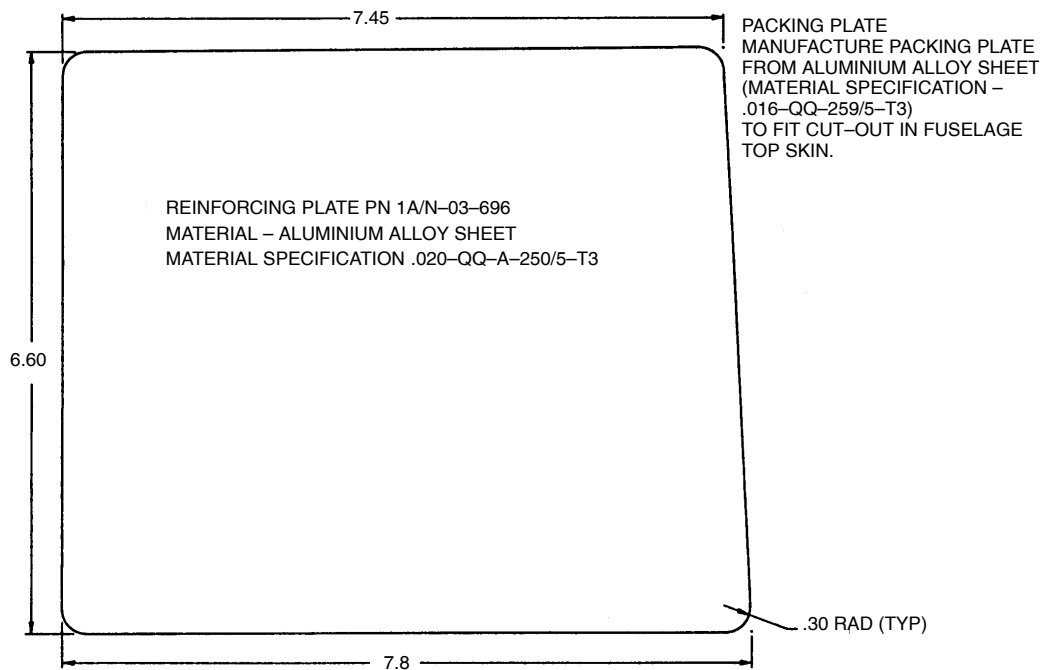 7.45
PACKING PLATE
MANUFACTURE PACKING PLATE
FROM ALUMINIUM ALLOY SHEET
(MATERIAL SPECIFICATION –
.016–QQ–259/5–T3)
TO FIT CUT–OUT IN FUSELAGE
TOP SKIN.
REINFORCING PLATE PN 1A/N–03–696
MATERIAL – ALUMINIUM ALLOY SHEET
MATERIAL SPECIFICATION .020–QQ–A–250/5–T3
6.60
.30 RAD (TYP)
7.8